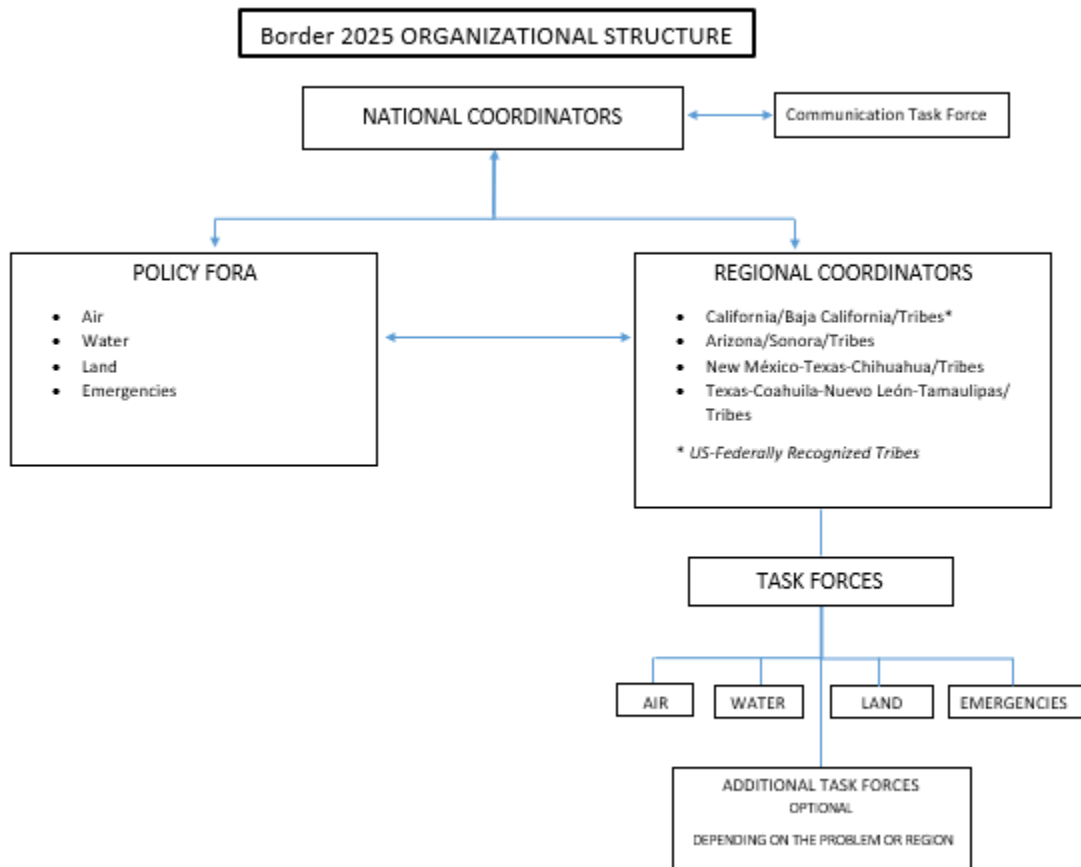 Border 2025 ORGANIZATIONAL STRUCTURE
NATIONAL COORDINATORS
Communication Task Force
POLICY FORA
• Air
• Water
• Land
• Emergencies
REGIONAL COORDINATORS
• California/Baja California/Tribes*
• Arizona/Sonora/Tribes
• New México-Texas-Chihuahua/Tribes
• Texas-Coahuila-Nuevo León-Tamaulipas/
Tribes
* US-Federally Recognized Tribes
TASK FORCES
AIR
WATER
LAND
EMERGENCIES
ADDITIONAL TASK FORCES
OPTIONAL
DEPENDING ON THE PROBLEM OR REGION